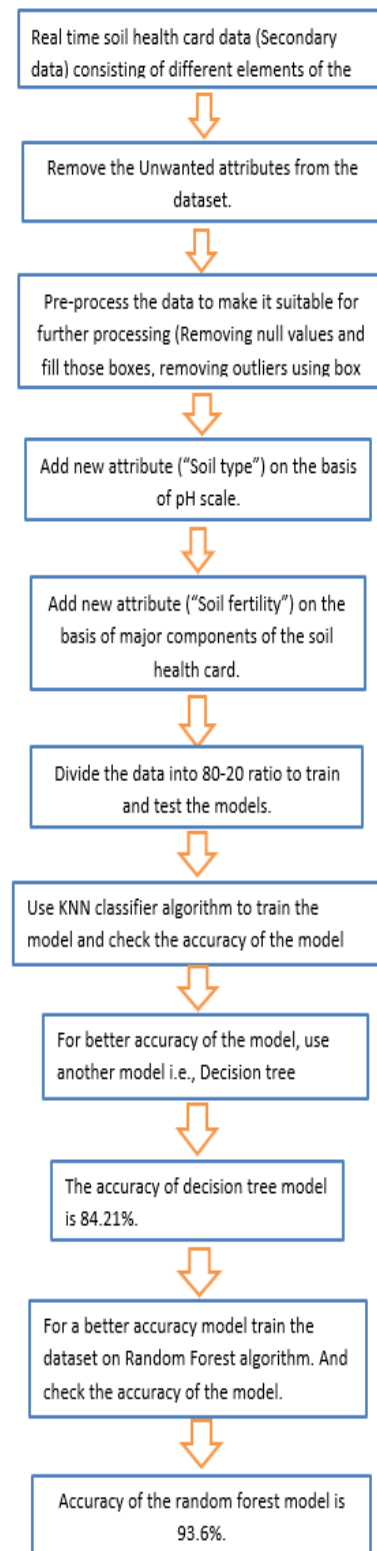 Real time soil health card data (Secondary
data) consisting of different elements of the
Remove the Unwanted attributes from the
dataset.
Pre-process the data to make it suitable for
further processing (Removing null values and
fill those boxes, removing outliers using box
Add new attribute (“Soil type”) on the basis
of pH scale.
Add new attribute (“Soil fertility”) on the
basis of major components of the soil
health card.
Divide the data into 80-20 ratio to train
and test the models.
Use KNN classifier algorithm to train the
model and check the accuracy of the model
For better accuracy of the model, use
another model i.e., Decision tree
The accuracy of decision tree model
is 84.21%.
For a better accuracy model train the
dataset on Random Forest algorithm. And
check the accuracy of the model.
Accuracy of the random forest model is
93.6%.